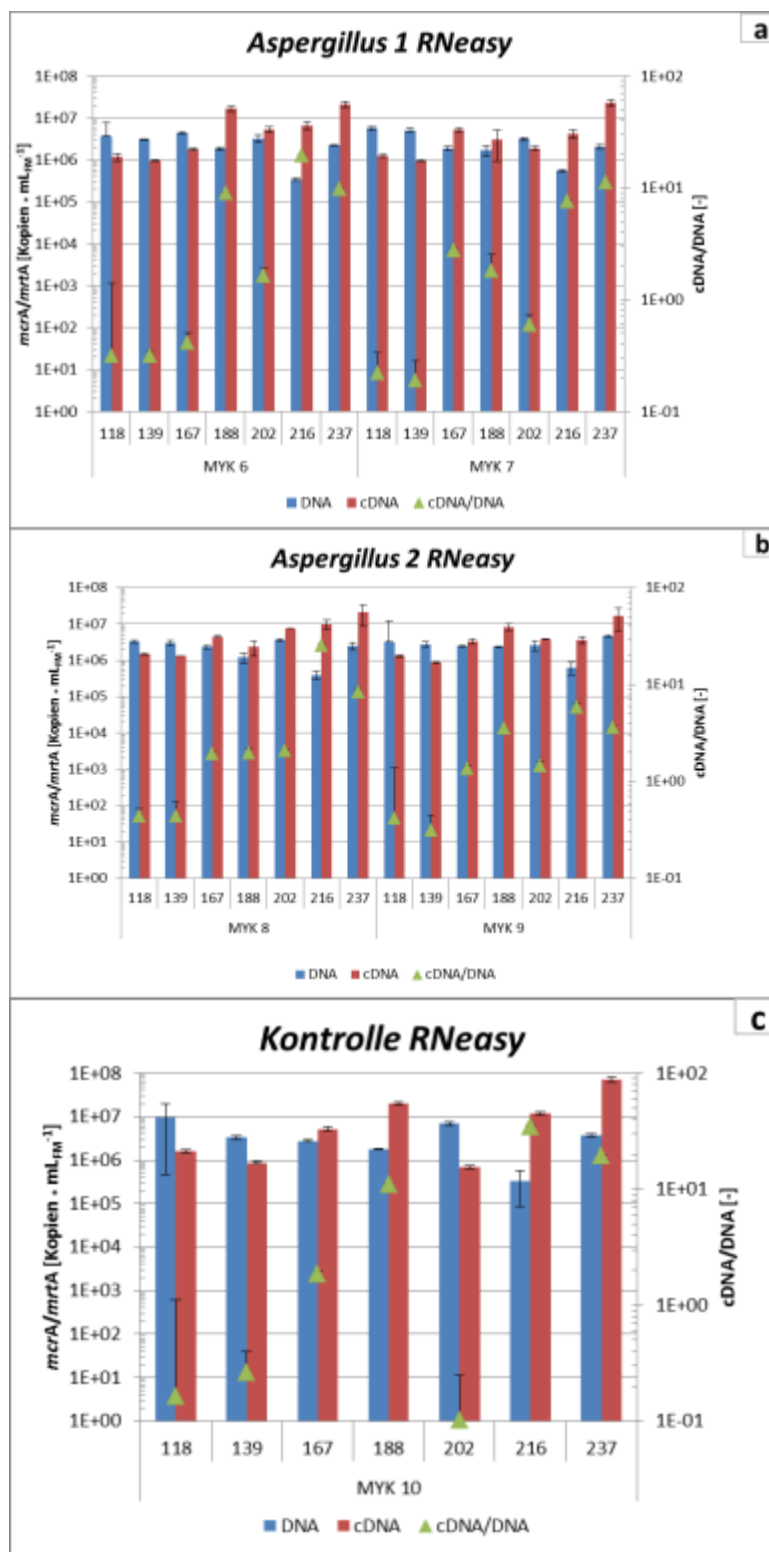 a
Aspergillus 1 RNeasy
mcrA/mrtA [Kopien • mL_FM^-1]
1E+08
1E+07
1E+06
1E+05
1E+04
1E+03
1E+02
1E+01
1E+00
1E+02
1E+01
1E+00
1E-01
cDNA/DNA [-]
118 139 167 188 202 216 237 118 139 167 188 202 216 237
MYK 6 MYK 7
DNA cDNA cDNA/DNA
b
Aspergillus 2 RNeasy
mcrA/mrtA [Kopien • mL_FM^-1]
1E+08
1E+07
1E+06
1E+05
1E+04
1E+03
1E+02
1E+01
1E+00
1E+02
1E+01
1E+00
1E-01
cDNA/DNA [-]
118 139 167 188 202 216 237 118 139 167 188 202 216 237
MYK 8 MYK 9
DNA cDNA cDNA/DNA
c
Kontrolle RNeasy
mcrA/mrtA [Kopien • mL_FM^-1]
1E+08
1E+07
1E+06
1E+05
1E+04
1E+03
1E+02
1E+01
1E+00
1E+02
1E+01
1E+00
1E-01
cDNA/DNA [-]
118 139 167 188 202 216 237
MYK 10
DNA cDNA cDNA/DNA